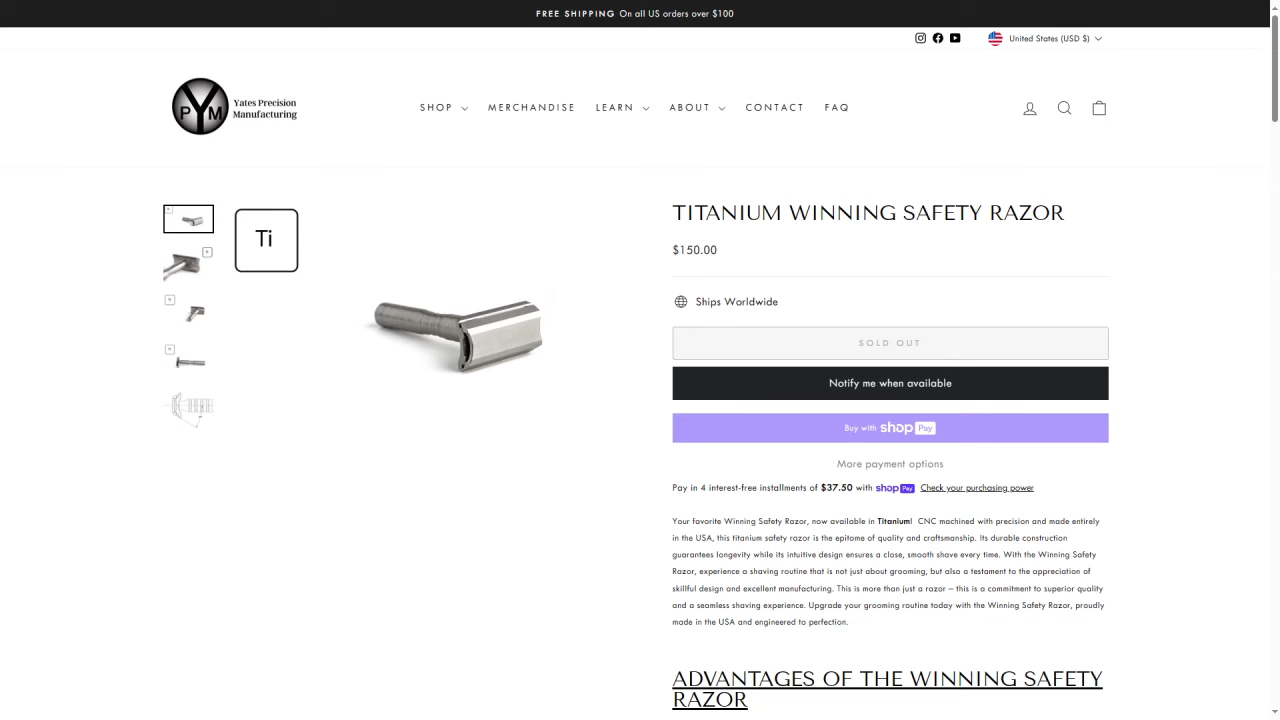 FREE SHIPPING On all US orders over $100
United States (USD $)
PYM
Yates Precision
Manufacturing
SHOP
MERCHANDISE
LEARN
ABOUT
CONTACT
FAQ
Ti
TITANIUM WINNING SAFETY RAZOR
$150.00
Ships Worldwide
SOLD OUT
Notify me when available
Buy with shop Pay
More payment options
Pay in 4 interest-free installments of $37.50 with shop Pay Check your purchasing power
Your favorite Winning Safety Razor, now available in Titanium! CNC machined with precision and made entirely
in the USA, this titanium safety razor is the epitome of quality and craftsmanship. Its durable construction
guarantees longevity while its intuitive design ensures a close, smooth shave every time. With the Winning Safety
Razor, experience a shaving routine that is not just about grooming, but also a testament to the appreciation of
skillful design and excellent manufacturing. This is more than just a razor – this is a commitment to superior quality
and a seamless shaving experience. Upgrade your grooming routine today with the Winning Safety Razor, proudly
made in the USA and engineered to perfection.
ADVANTAGES OF THE WINNING SAFETY
RAZOR